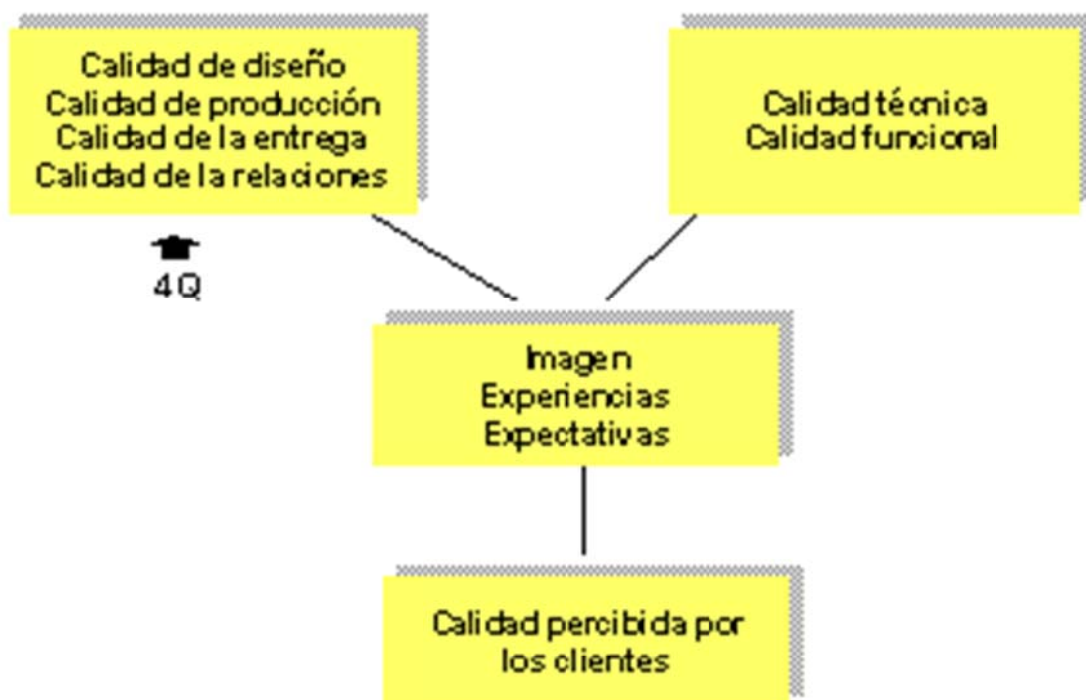 Calidad de diseño
Calidad de producción
Calidad de la entrega
Calidad de la relaciones
4Q
Calidad técnica
Calidad funcional
Imagen
Experiencias
Expectativas
Calidad percibida por
los clientes